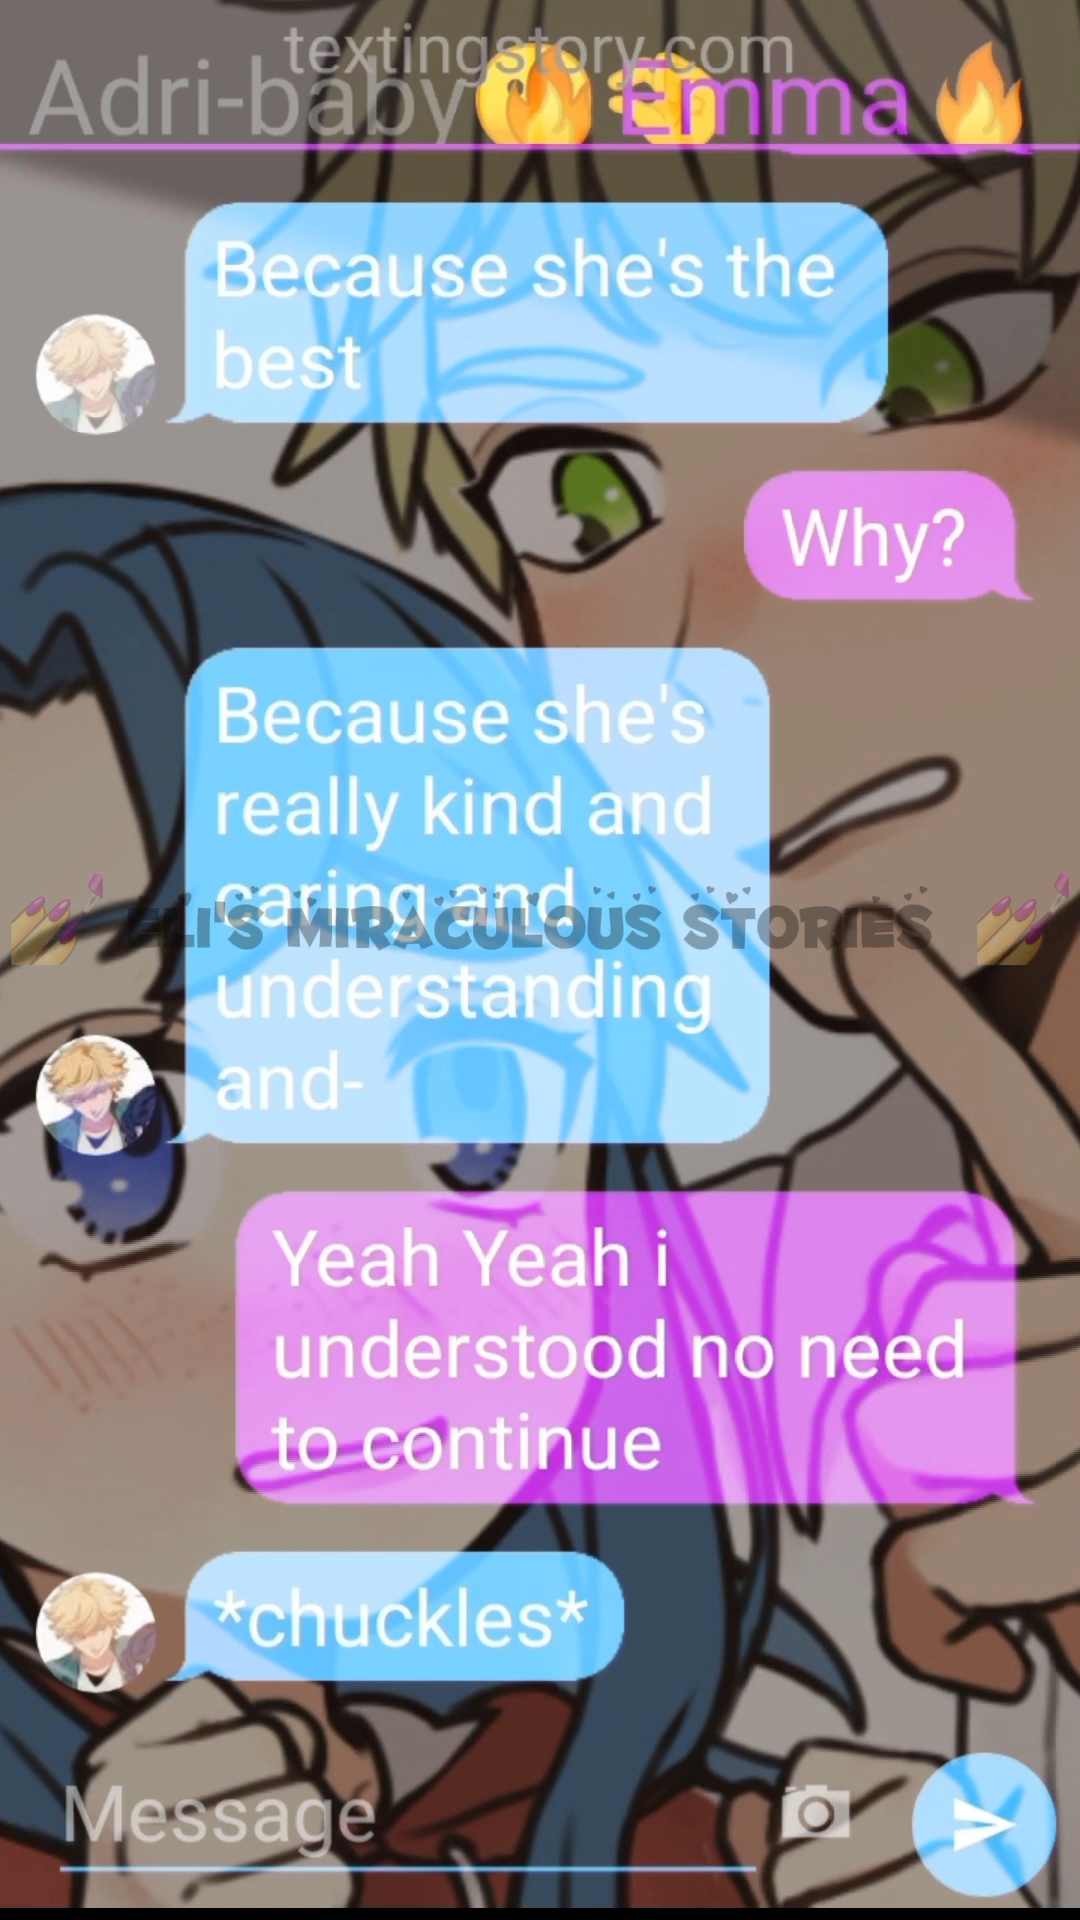 textingstory.com
Adri-baby Emma
Because she's the
best
Why?
Because she's
really kind and
caring and
ELI'S MIRACULOUS STORIES
understanding
and-
Yeah Yeah i
understood no need
to continue
*chuckles*
Message